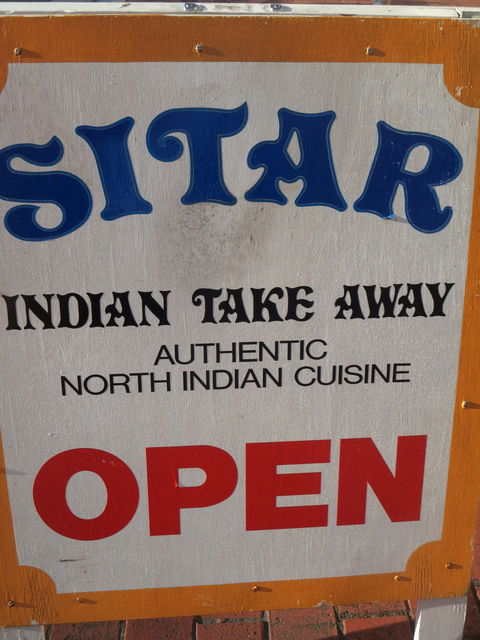 SITAR
INDIAN TAKE AWAY
AUTHENTIC
NORTH INDIAN CUISINE
OPEN